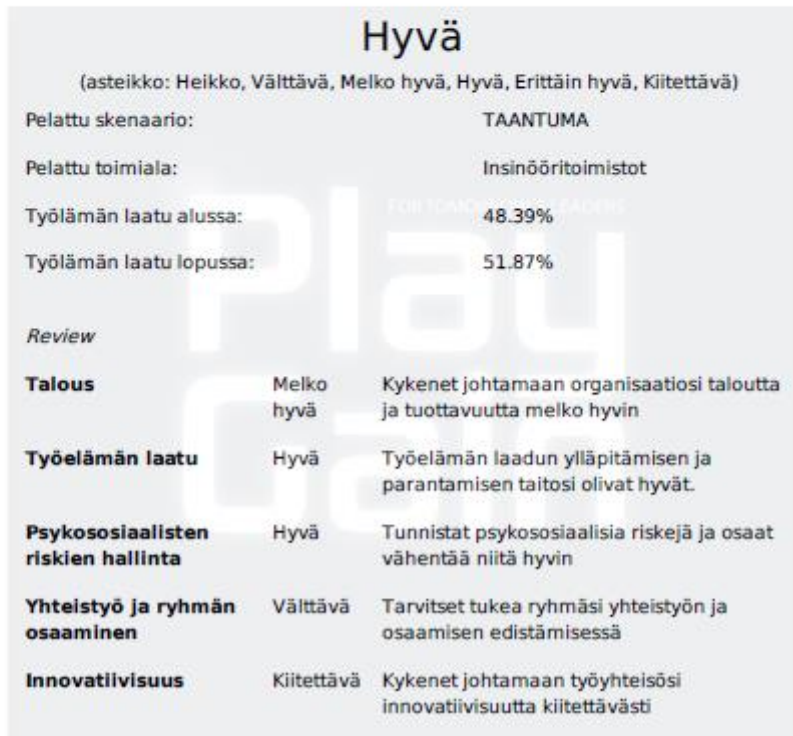 Hyvä
(asteikko: Heikko, Välttävä, Melko hyvä, Hyvä, Erittäin hyvä, Kiitettävä)
Pelattu skenaario: TAANTUMA
Pelattu toimiala: Insinööritoimistot
FOR TOMORROW'S LEADERS
Työlämän laatu alussa: 48.39%
Työlämän laatu lopussa: 51.87%
Play
Gain
Review
Talous Melko hyvä Kykenet johtamaan organisaatiosi taloutta
ja tuottavuutta melko hyvin
Työelämän laatu Hyvä Työelämän laadun ylläpitämisen ja
parantamisen taitosi olivat hyvät.
Psykososiaalisten riskien hallinta Hyvä Tunnistat psykososiaalisia riskejä ja osaat
vähentää niitä hyvin
Yhteistyö ja ryhmän osaaminen Välttävä Tarvitset tukea ryhmäsi yhteistyön ja
osaamisen edistämisessä
Innovatiivisuus Kiitettävä Kykenet johtamaan työyhteisösi
innovatiivisuutta kiitettävästi